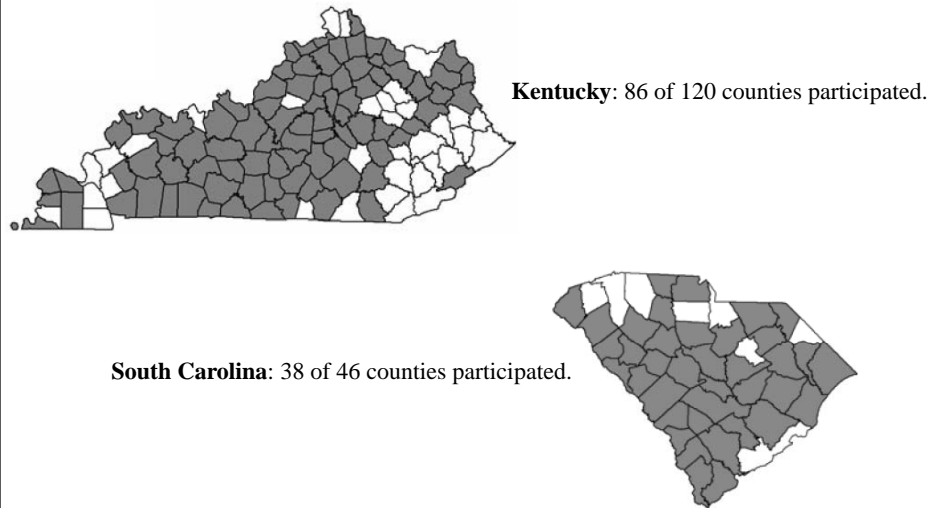 Kentucky: 86 of 120 counties participated.
South Carolina: 38 of 46 counties participated.